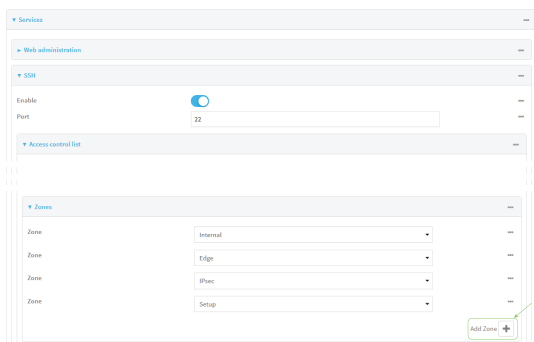 ▼ Services
► Web administration
▼ SSH
Enable
Port 22
▼ Access control list
▼ Zones
Zone Internal
Zone Edge
Zone IPsec
Zone Setup
Add Zone